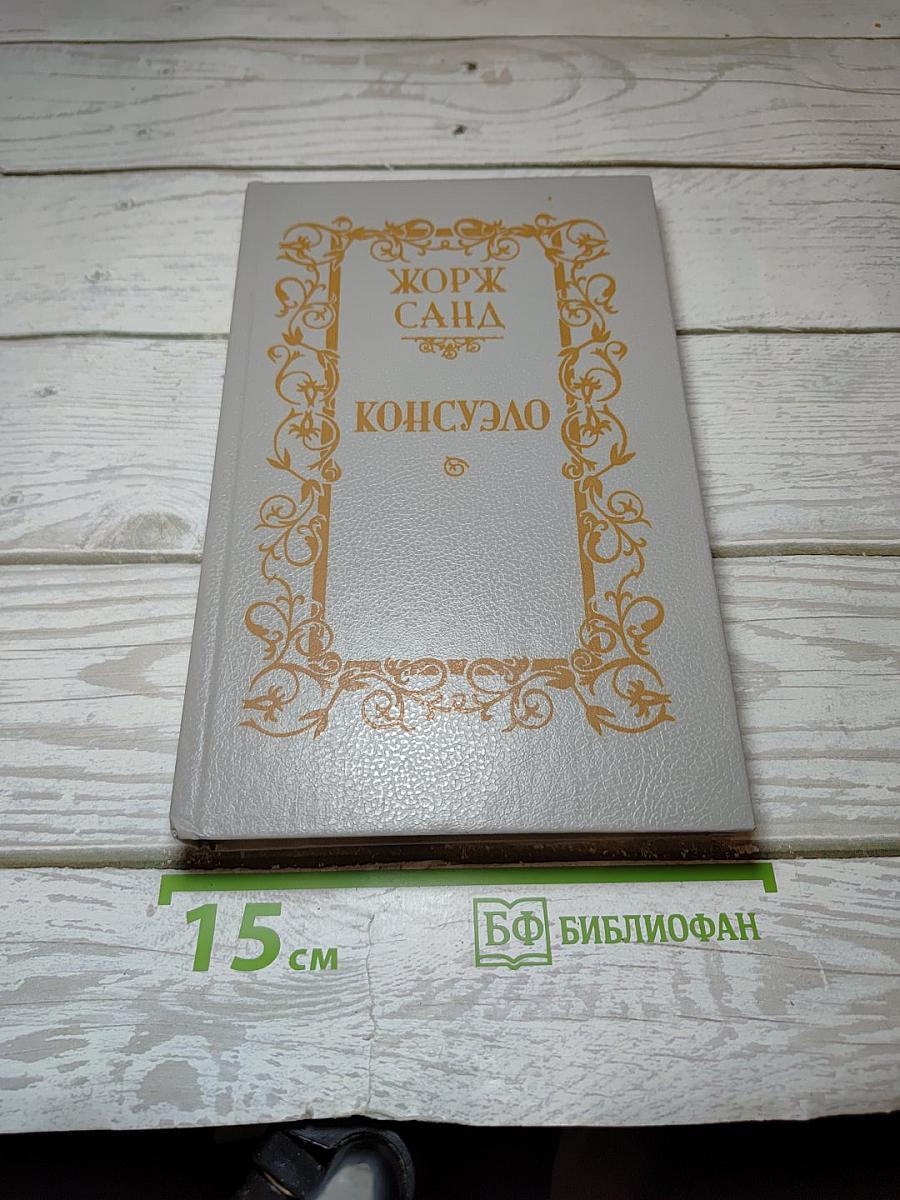 ЖОРЖ
САНД
КОНСУЭЛО
15 см
БФ БИБЛИОФАН